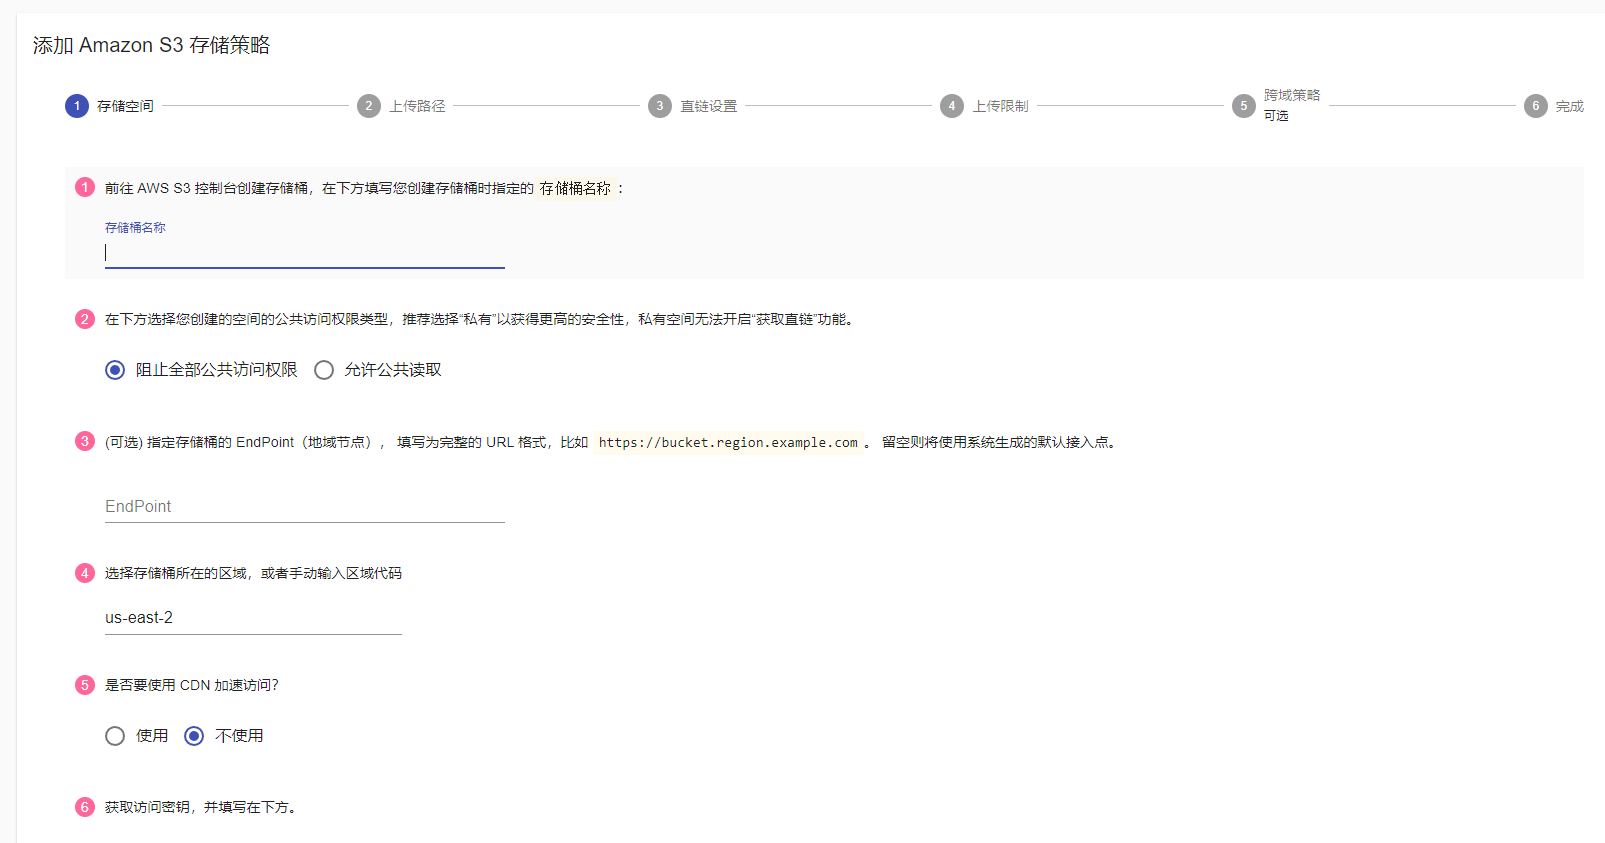 添加 Amazon S3 存储策略
1 存储空间
2 上传路径
3 直链设置
4 上传限制
5 跨域策略
可选
6 完成
1 前往 AWS S3 控制台创建存储桶，在下方填写您创建存储桶时指定的 存储桶名称 ：
存储桶名称
2 在下方选择您创建的空间的公共访问权限类型，推荐选择“私有”以获得更高的安全性，私有空间无法开启“获取直链”功能。
阻止全部公共访问权限 允许公共读取
3 (可选) 指定存储桶的 EndPoint（地域节点）， 填写为完整的 URL 格式，比如 https://bucket.region.example.com 。 留空则将使用系统生成的默认接入点。
EndPoint
4 选择存储桶所在的区域，或者手动输入区域代码
us-east-2
5 是否要使用 CDN 加速访问？
使用 不使用
6 获取访问密钥，并填写在下方。